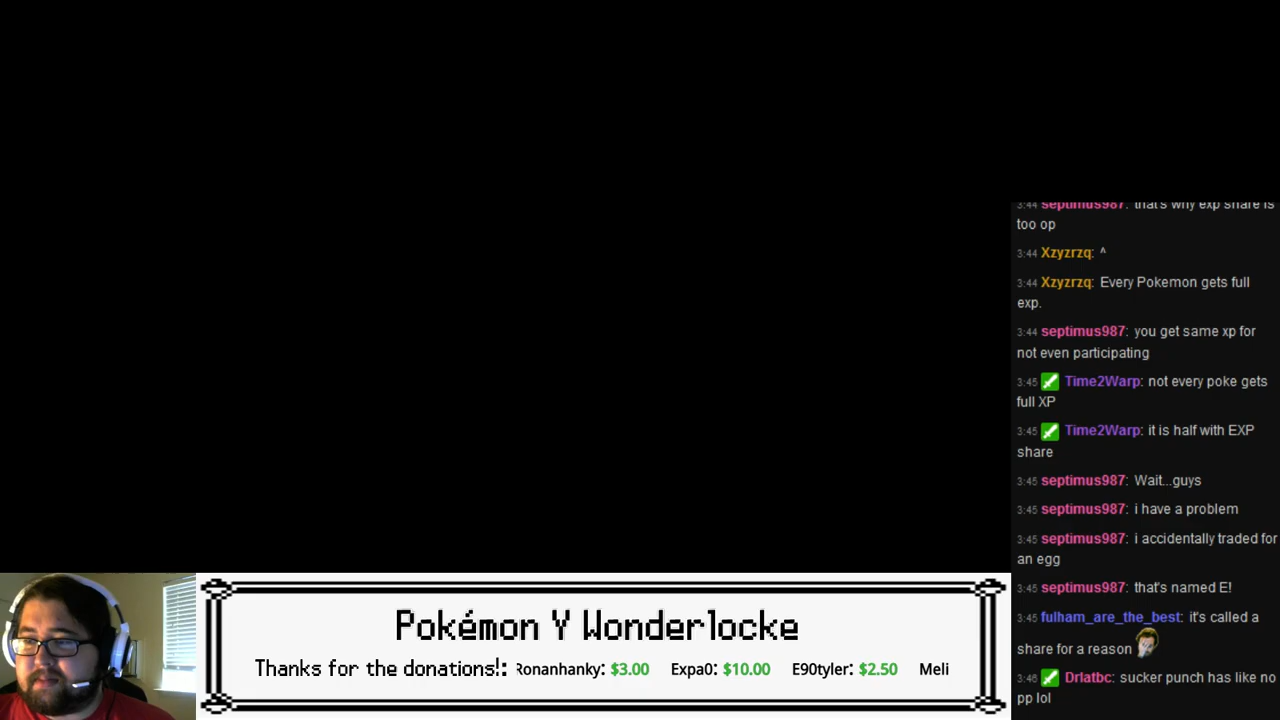 3:44 septimus987: that's why exp share is
too op
3:44 Xzyzrzq: ^
3:44 Xzyzrzq: Every Pokemon gets full
exp.
3:44 septimus987: you get same xp for
not even participating
3:45 Time2Warp: not every poke gets
full XP
3:45 Time2Warp: it is half with EXP
share
3:45 septimus987: Wait...guys
3:45 septimus987: i have a problem
3:45 septimus987: i accidentally traded for
an egg
3:45 septimus987: that's named E!
3:45 fulham_are_the_best: it's called a
share for a reason
3:46 Drlatbc: sucker punch has like no
pp lol
Pokémon Y Wonderlocke
Thanks for the donations!: Ronanhanky: $3.00 Expa0: $10.00 E90tyler: $2.50 Meli